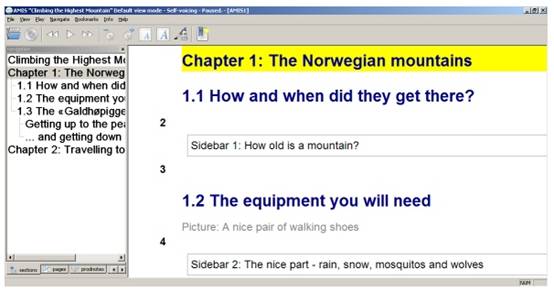 AMIS "Climbing the Highest Mountain" Default view mode - Self-voicing - Paused. - [AMIS1]
File View Play Navigate Bookmarks Info Help
Climbing the Highest Mo
Chapter 1: The Norweg
1.1 How and when did
1.2 The equipment you
1.3 The «Galdhøpigge
Getting up to the pea
... and getting down
Chapter 2: Travelling to
sections pages prodnotes
Chapter 1: The Norwegian mountains
1.1 How and when did they get there?
2
Sidebar 1: How old is a mountain?
3
1.2 The equipment you will need
Picture: A nice pair of walking shoes
4
Sidebar 2: The nice part - rain, snow, mosquitos and wolves
NUM